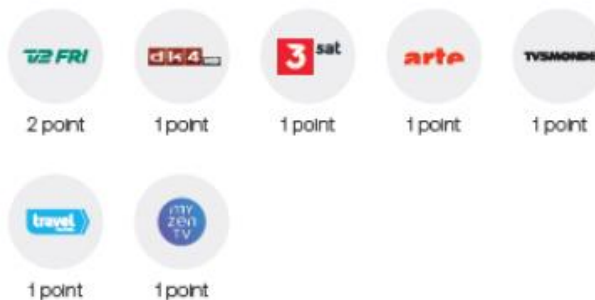 TV2 FRI
dk4
3sat
arte
TV5MONDE
2 point
1 point
1 point
1 point
1 point
travel
my
zen
TV
1 point
1 point